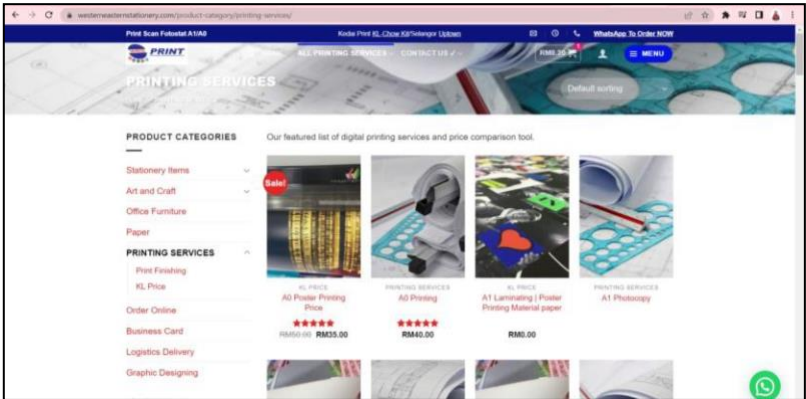 westerneasternstationery.com/product-category/printing-services/
Print Scan Fotostat A1/A0
Kedai Print KL Chow Kit/Selangor Uptown
WhatsApp To Order NOW
PRINT
ALL PRINTING SERVICES
CONTACT US
RM0.20
MENU
PRINTING SERVICES
Default sorting
PRODUCT CATEGORIES
Stationery Items
Art and Craft
Office Furniture
Paper
PRINTING SERVICES
Print Finishing
KL Price
Order Online
Business Card
Logistics Delivery
Graphic Designing
Our featured list of digital printing services and price comparison tool.
Sale!
KL PRICE
A0 Poster Printing
Price
RM50.00 RM35.00
PRINTING SERVICES
A0 Printing
RM40.00
KL PRICE
A1 Laminating | Poster
Printing Material paper
RM0.00
PRINTING SERVICES
A1 Photocopy